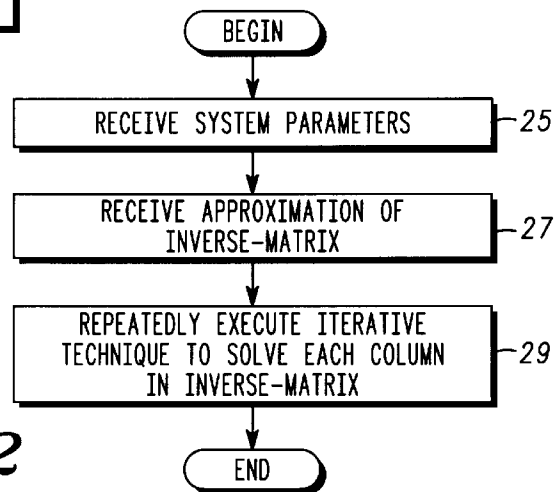 BEGIN
RECEIVE SYSTEM PARAMETERS
25
RECEIVE APPROXIMATION OF
INVERSE-MATRIX
27
REPEATEDLY EXECUTE ITERATIVE
TECHNIQUE TO SOLVE EACH COLUMN
IN INVERSE-MATRIX
29
END